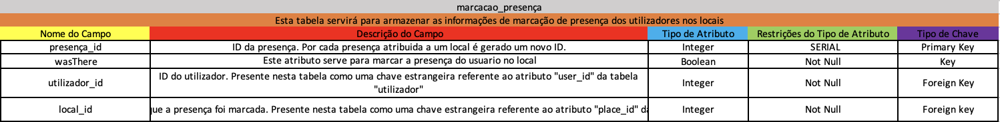 marcacao_presença
Esta tabela servirá para armazenar as informações de marcação de presença dos utilizadores nos locais
Nome do Campo Descrição do Campo Tipo de Atributo Restrições do Tipo de Atributo Tipo de Chave
presença_id ID da presença. Por cada presença atribuida a um local é gerado um novo ID. Integer SERIAL Primary Key
wasThere Este atributo serve para marcar a presença do usuario no local Boolean Not Null Key
utilizador_id ID do utilizador. Presente nesta tabela como uma chave estrangeira referente ao atributo "user_id" da tabela
"utilizador" Integer Not Null Foreign Key
local_id que a presença foi marcada. Presente nesta tabela como uma chave estrangeira referente ao atributo "place_id" Integer Not Null Foreign key